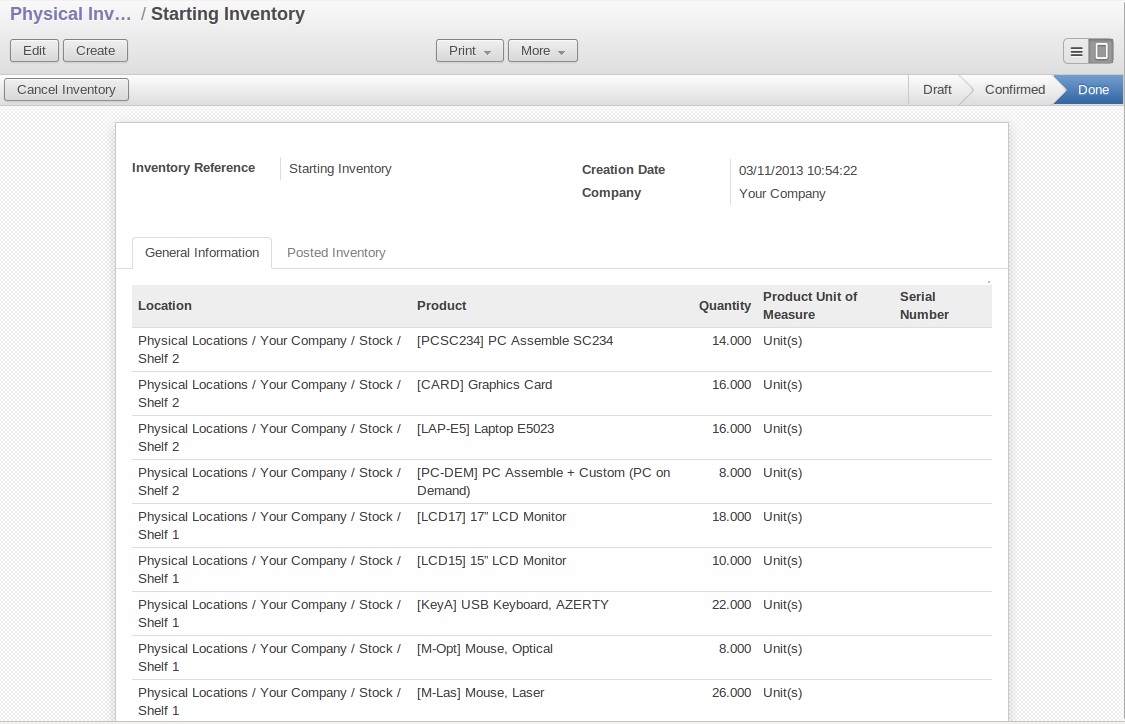 Physical Inv... / Starting Inventory
Edit Create Print More
Cancel Inventory Draft Confirmed Done
Inventory Reference Starting Inventory
Creation Date 03/11/2013 10:54:22
Company Your Company
General Information Posted Inventory
Location Product Quantity Product Unit of Measure Serial Number
Physical Locations / Your Company / Stock / [PCSC234] PC Assemble SC234 14.000 Unit(s)
Shelf 2
Physical Locations / Your Company / Stock / [CARD] Graphics Card 16.000 Unit(s)
Shelf 2
Physical Locations / Your Company / Stock / [LAP-E5] Laptop E5023 16.000 Unit(s)
Shelf 2
Physical Locations / Your Company / Stock / [PC-DEM] PC Assemble + Custom (PC on 8.000 Unit(s)
Shelf 2 Demand)
Physical Locations / Your Company / Stock / [LCD17] 17” LCD Monitor 18.000 Unit(s)
Shelf 1
Physical Locations / Your Company / Stock / [LCD15] 15” LCD Monitor 10.000 Unit(s)
Shelf 1
Physical Locations / Your Company / Stock / [KeyA] USB Keyboard, AZERTY 22.000 Unit(s)
Shelf 1
Physical Locations / Your Company / Stock / [M-Opt] Mouse, Optical 8.000 Unit(s)
Shelf 1
Physical Locations / Your Company / Stock / [M-Las] Mouse, Laser 26.000 Unit(s)
Shelf 1